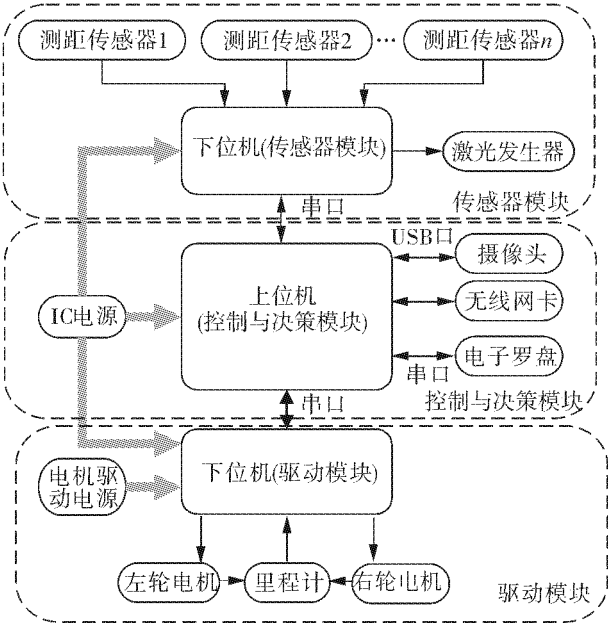 测距传感器1
测距传感器2
…
测距传感器n
下位机(传感器模块)
激光发生器
串口
传感器模块
USB口
摄像头
上位机
(控制与决策模块)
无线网卡
IC电源
电子罗盘
串口
串口
控制与决策模块
下位机(驱动模块)
电机驱
动电源
左轮电机
里程计
右轮电机
驱动模块